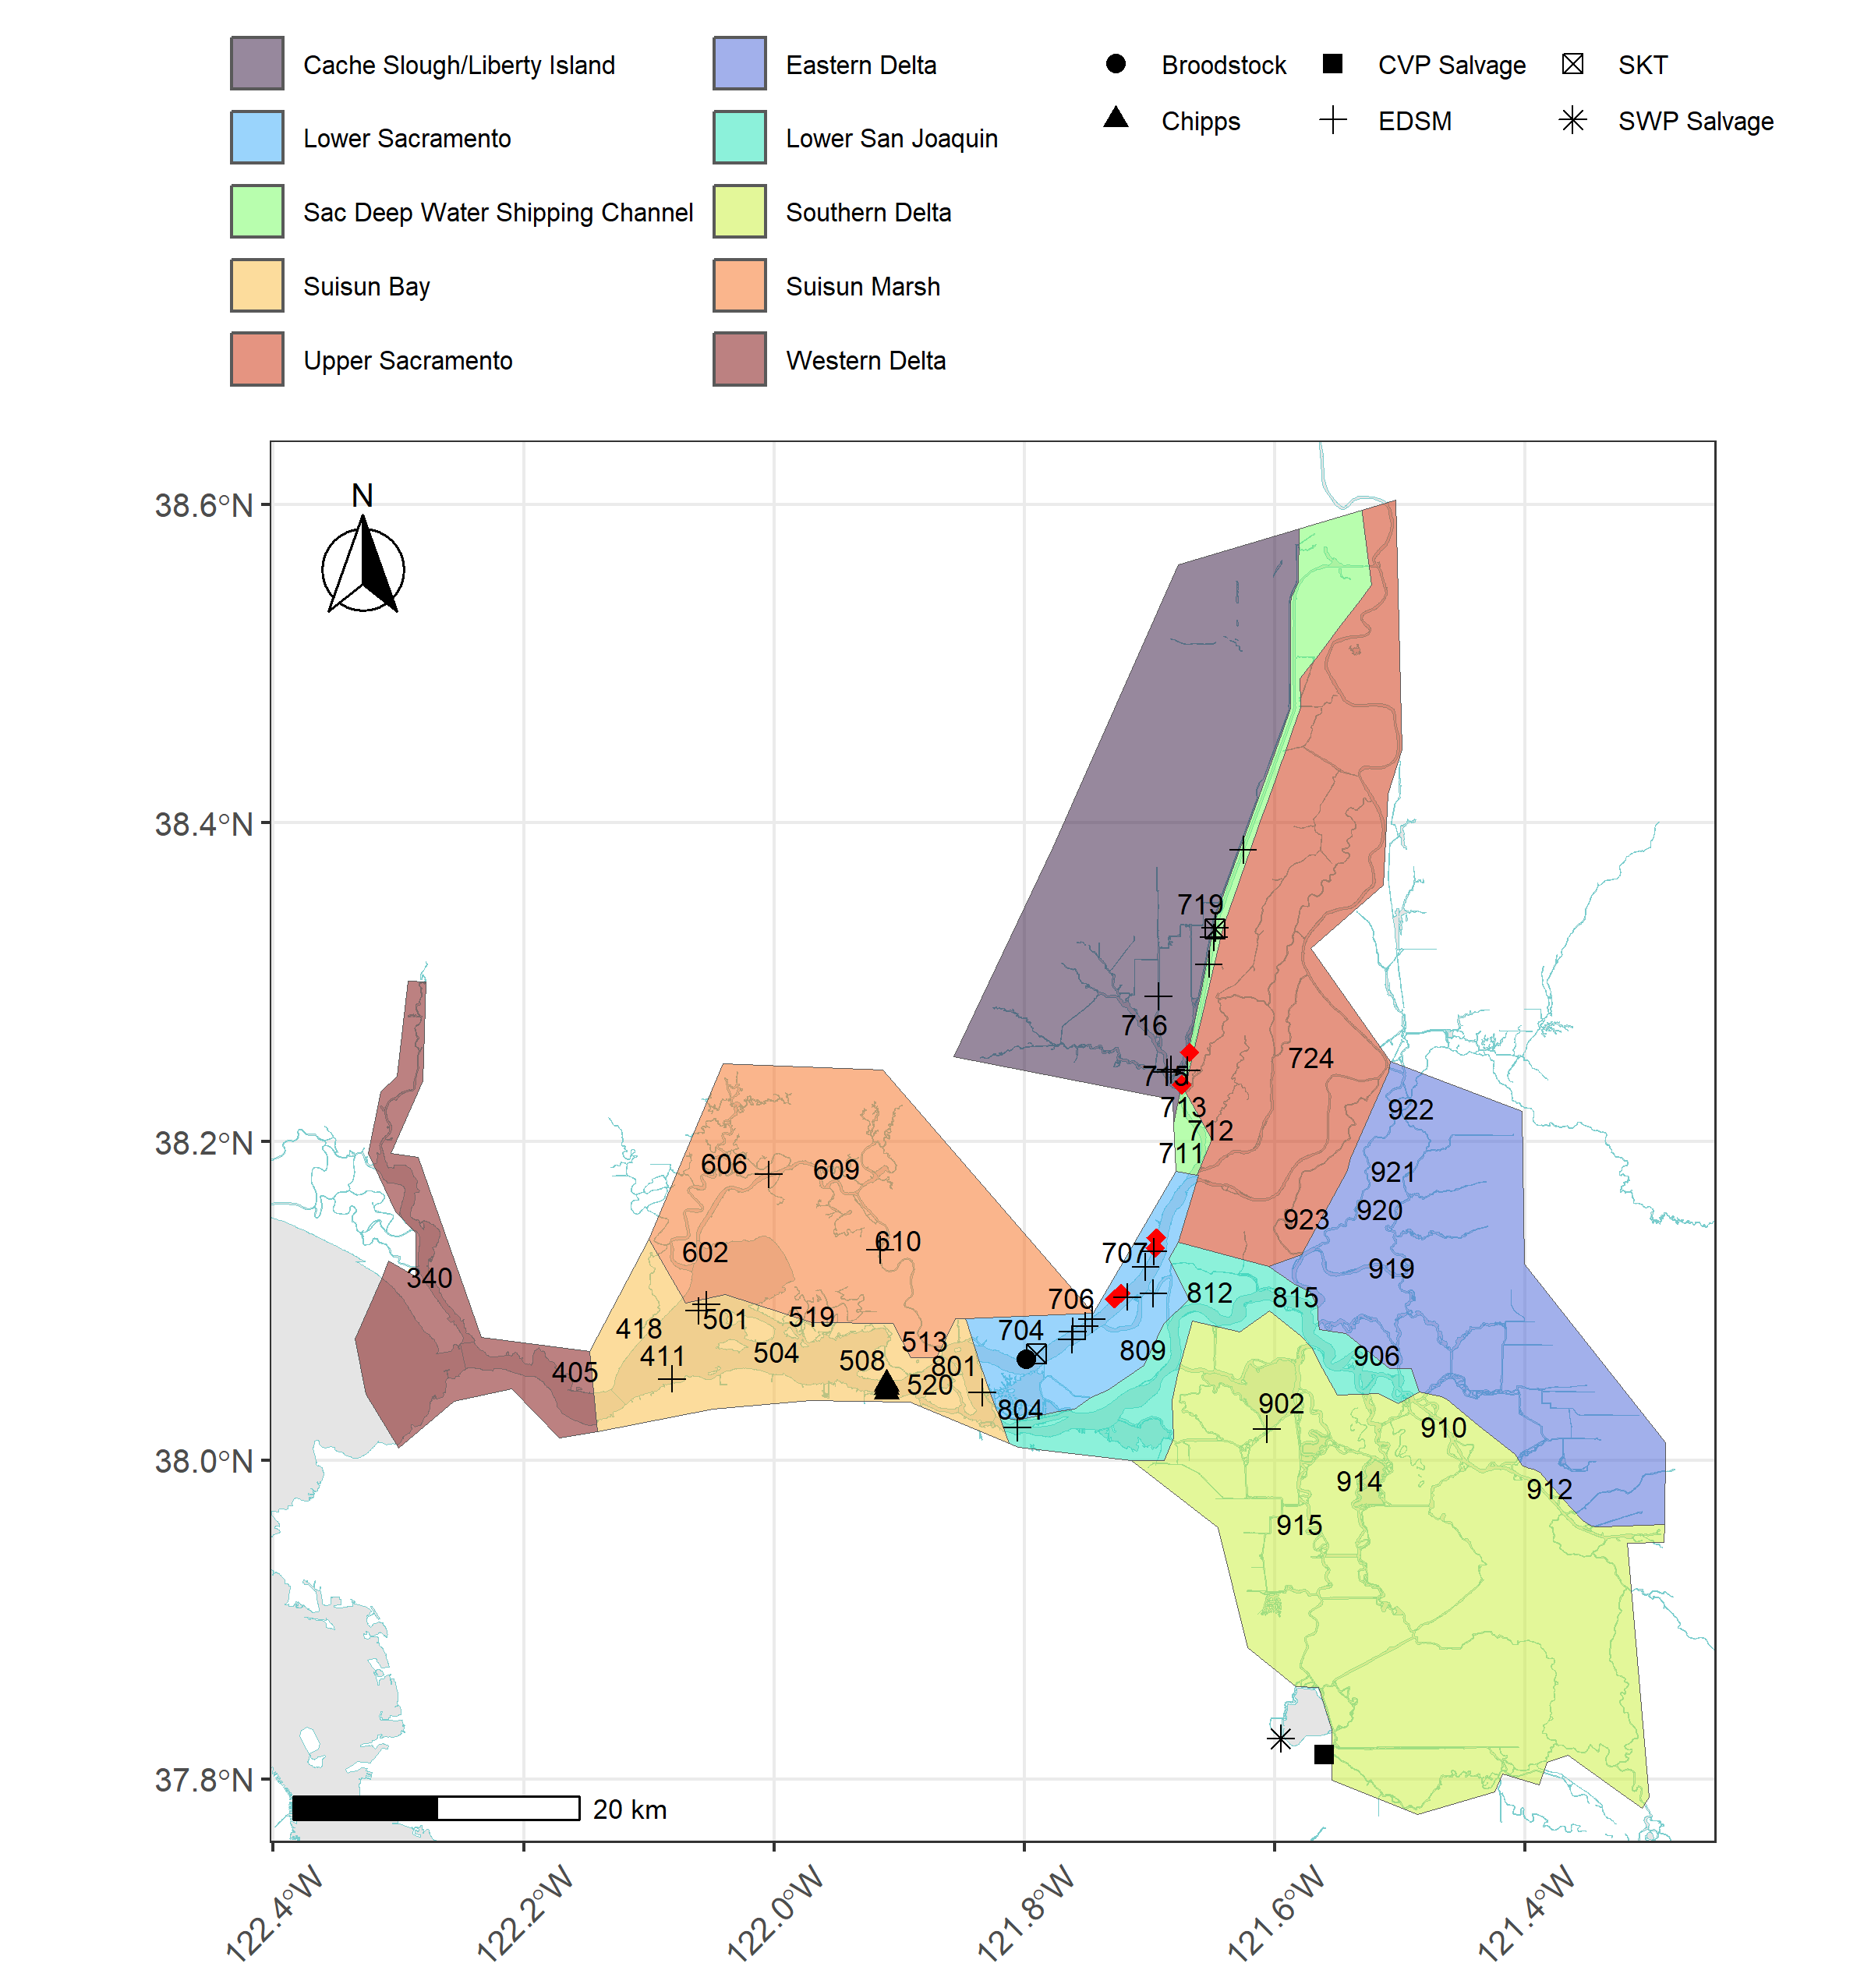 Cache Slough/Liberty Island
Eastern Delta
Broodstock
CVP Salvage
SKT
Lower Sacramento
Lower San Joaquin
Chipps
EDSM
SWP Salvage
Sac Deep Water Shipping Channel
Southern Delta
Suisun Bay
Suisun Marsh
Upper Sacramento
Western Delta
N
38.6°N
38.4°N
38.2°N
38.0°N
37.8°N
719
716
724
715
713
922
712
711
606
609
921
920
923
610
602
707
919
340
706
812
815
501
519
418
704
513
809
504
411
508
801
906
405
520
902
804
910
914
912
915
20 km
122.4°W
122.2°W
122.0°W
121.8°W
121.6°W
121.4°W